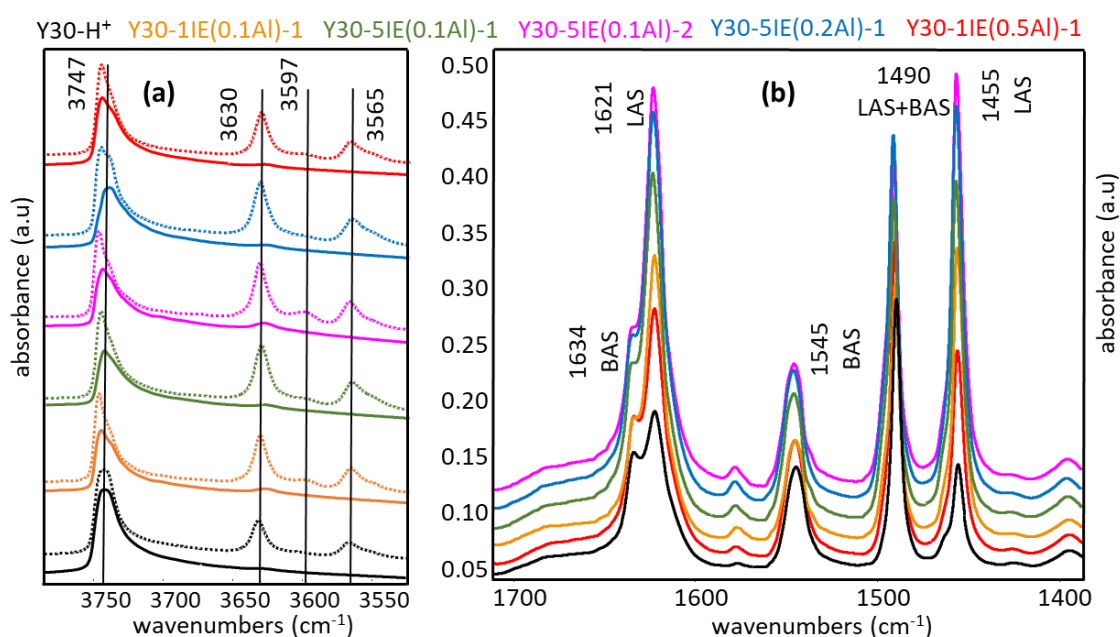 Y30-H⁺ Y30-1IE(0.1Al)-1 Y30-5IE(0.1Al)-1 Y30-5IE(0.1Al)-2 Y30-5IE(0.2Al)-1 Y30-1IE(0.5Al)-1
(a)
3747
3630
3597
3565
absorbance (a.u)
3750 3700 3650 3600 3550
wavenumbers (cm⁻¹)
(b)
0.50
0.45
0.40
0.35
0.30
0.25
0.20
0.15
0.10
0.05
1621
LAS
1634
BAS
1545
BAS
1490
LAS+BAS
1455
LAS
absorbance (a.u)
1700 1600 1500 1400
wavenumbers (cm⁻¹)